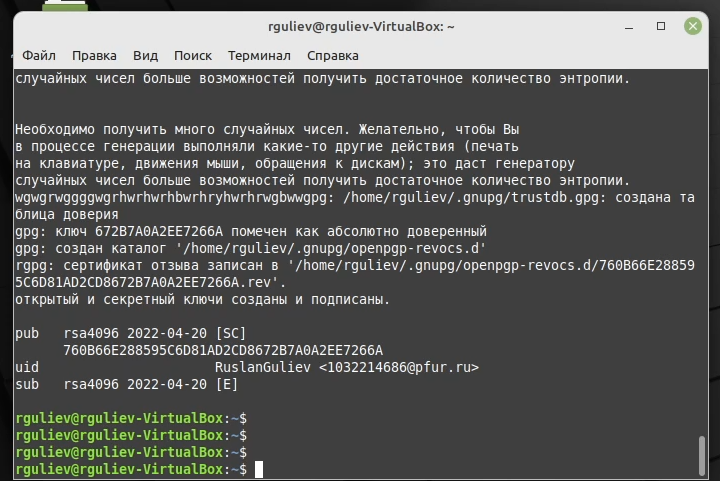 rguliev@rguliev-VirtualBox: ~
Файл Правка Вид Поиск Терминал Справка
случайных чисел больше возможностей получить достаточное количество энтропии.
Необходимо получить много случайных чисел. Желательно, чтобы Вы
в процессе генерации выполняли какие-то другие действия (печать
на клавиатуре, движения мыши, обращения к дискам); это даст генератору
случайных чисел больше возможностей получить достаточное количество энтропии.
wgwgrwggggwgrhwrhwrhbwrhryhwrhrwgbwwgpg: /home/rguliev/.gnupg/trustdb.gpg: создана та
блица доверия
gpg: ключ 672B7A0A2EE7266A помечен как абсолютно доверенный
gpg: создан каталог '/home/rguliev/.gnupg/openpgp-revocs.d'
rgpg: сертификат отзыва записан в '/home/rguliev/.gnupg/openpgp-revocs.d/760B66E28859
5C6D81AD2CD8672B7A0A2EE7266A.rev'.
открытый и секретный ключи созданы и подписаны.
pub   rsa4096 2022-04-20 [SC]
      760B66E288595C6D81AD2CD8672B7A0A2EE7266A
uid                      RuslanGuliev <1032214686@pfur.ru>
sub   rsa4096 2022-04-20 [E]
rguliev@rguliev-VirtualBox:~$
rguliev@rguliev-VirtualBox:~$
rguliev@rguliev-VirtualBox:~$
rguliev@rguliev-VirtualBox:~$